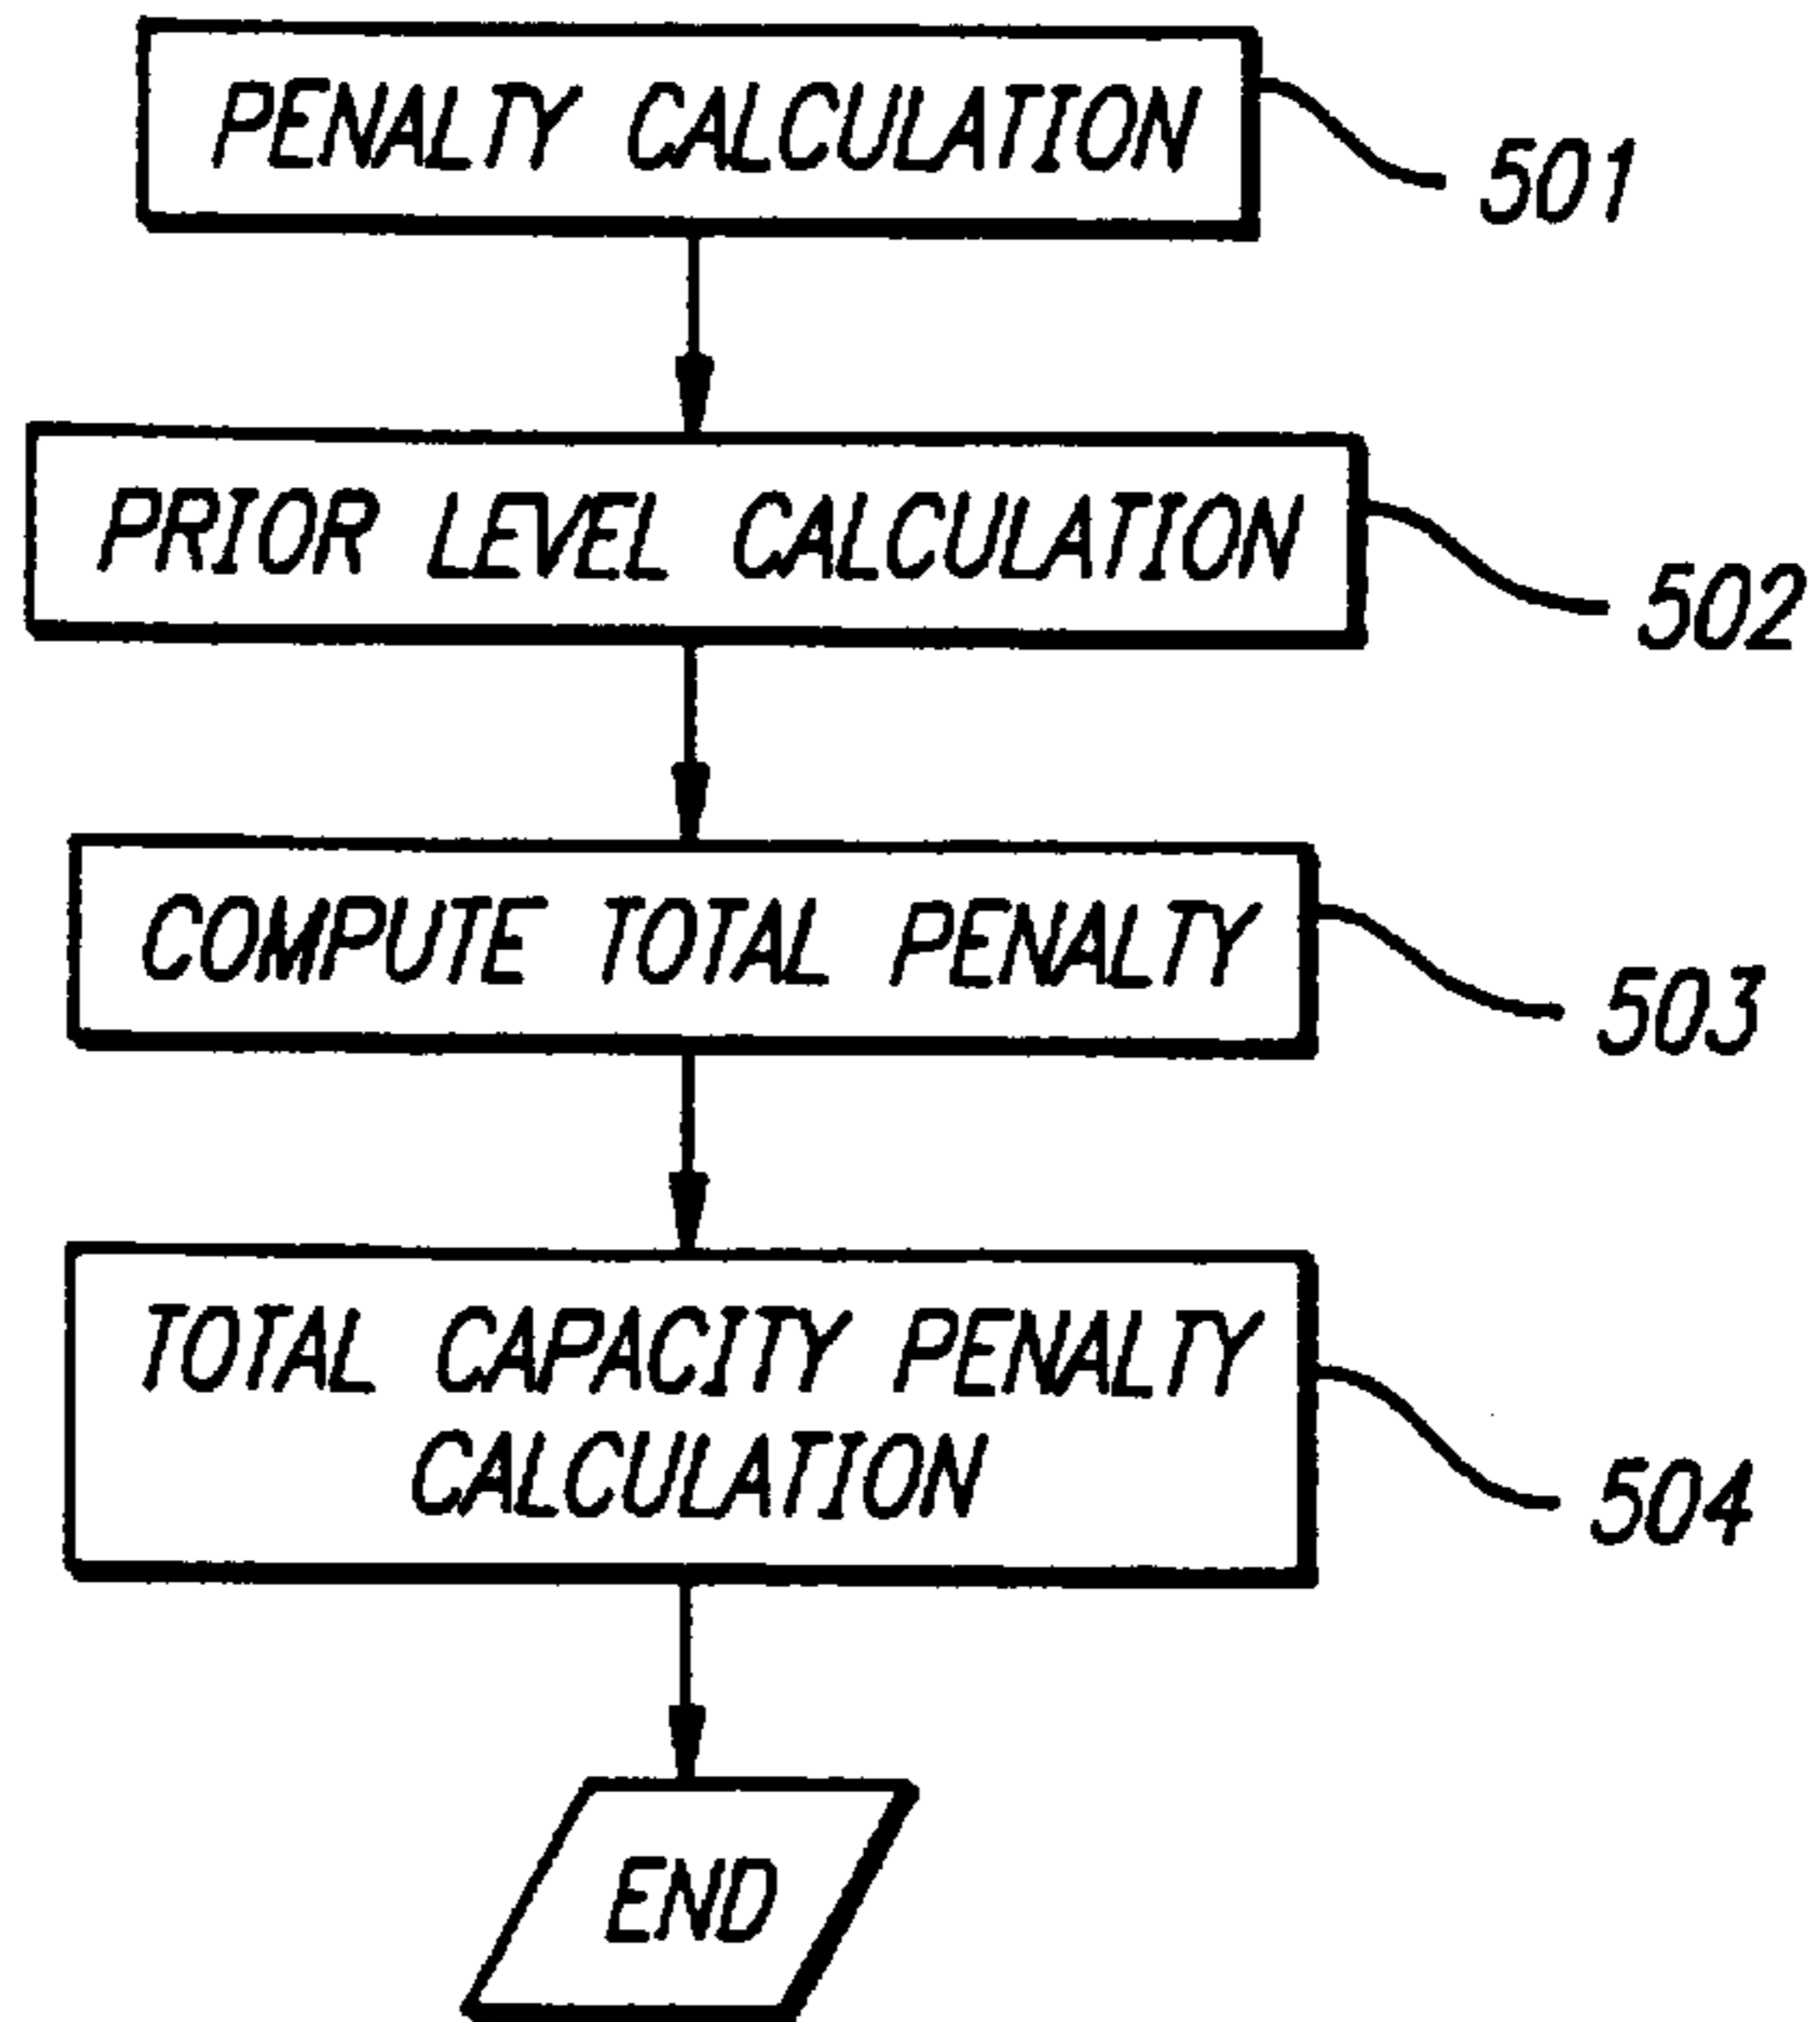 PENALTY CALCULATION
501
PRIOR LEVEL CALCULATION
502
COMPUTE TOTAL PENALTY
503
TOTAL CAPACITY PENALTY
CALCULATION
504
END